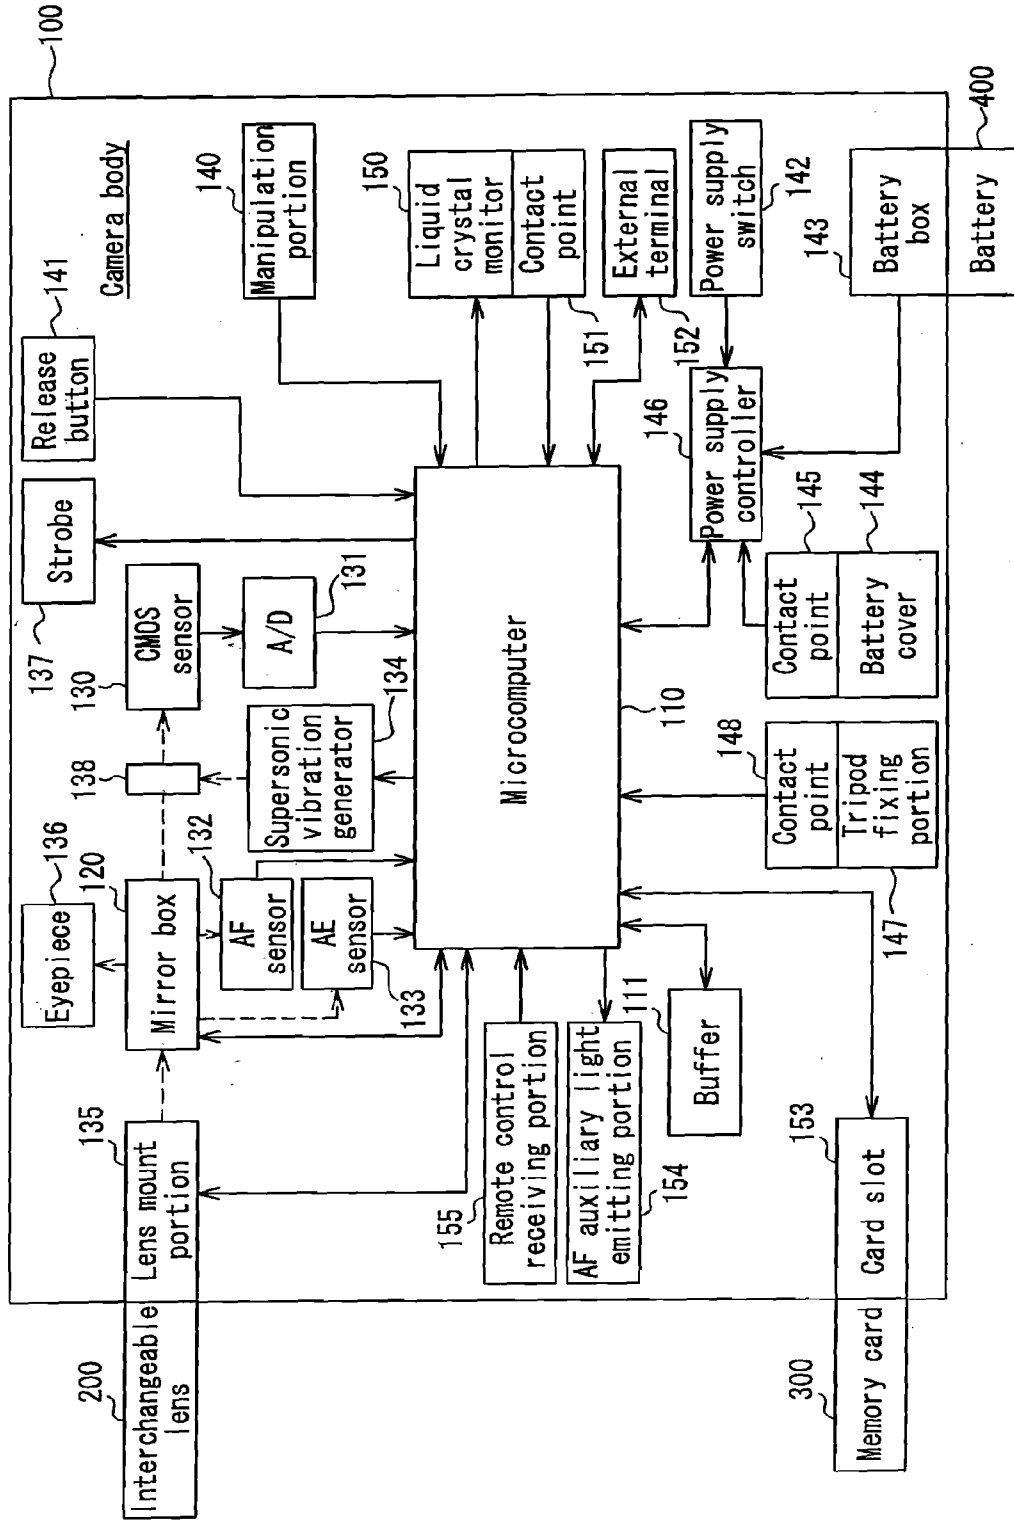 100
Camera body
141
Release
button
140
Manipulation
portion
137
Strobe
130
CMOS
sensor
131
A/D
138
134
Supersonic
vibration
generator
136
Eyepiece
120
Mirror box
132
AF
sensor
133
AE
sensor
135
Lens mount
portion
200
Interchangeable
lens
150
Liquid
crystal
monitor
Contact
point
151
External
terminal
152
Power supply
switch
142
146
Power supply
controller
143
Battery
box
400
Battery
Microcomputer
110
145
Contact
point
144
Battery
cover
148
Contact
point
Tripod
fixing
portion
147
155
Remote control
receiving portion
AF auxiliary light
emitting portion
154
111
Buffer
153
Card slot
300
Memory card